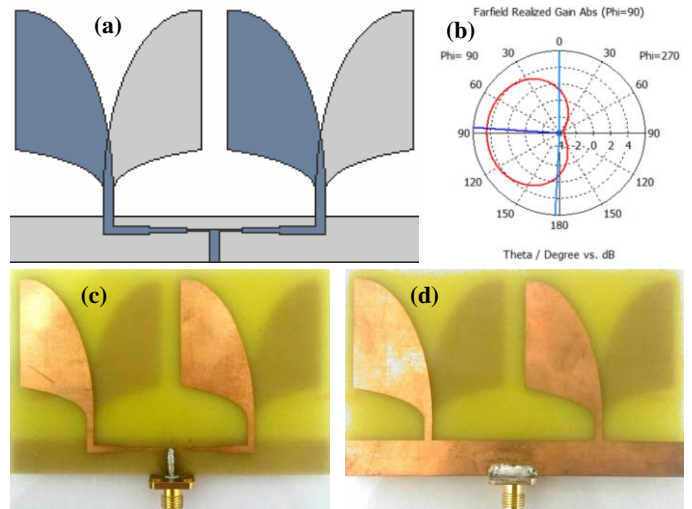 (a)
Farfield Realized Gain Abs (Phi=90)
(b)
Phi= 90
30
0
30
Phi=270
60
60
90
-4 -2 0 2 4
90
120
120
150
180
150
Theta / Degree vs. dB
(c)
(d)